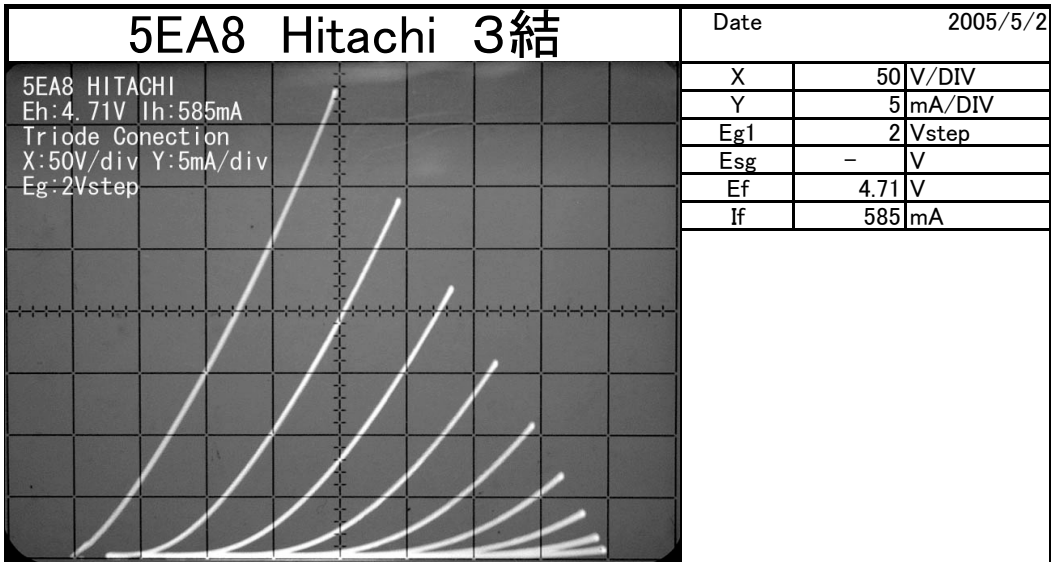 5EA8 Hitachi 3結
Date 2005/5/2
X 50 V/DIV
Y 5 mA/DIV
Eg1 2 Vstep
Esg － V
Ef 4.71 V
If 585 mA
5EA8 HITACHI
Eh:4.71V Ih:585mA
Triode Conection
X:50V/div Y:5mA/div
Eg:2Vstep